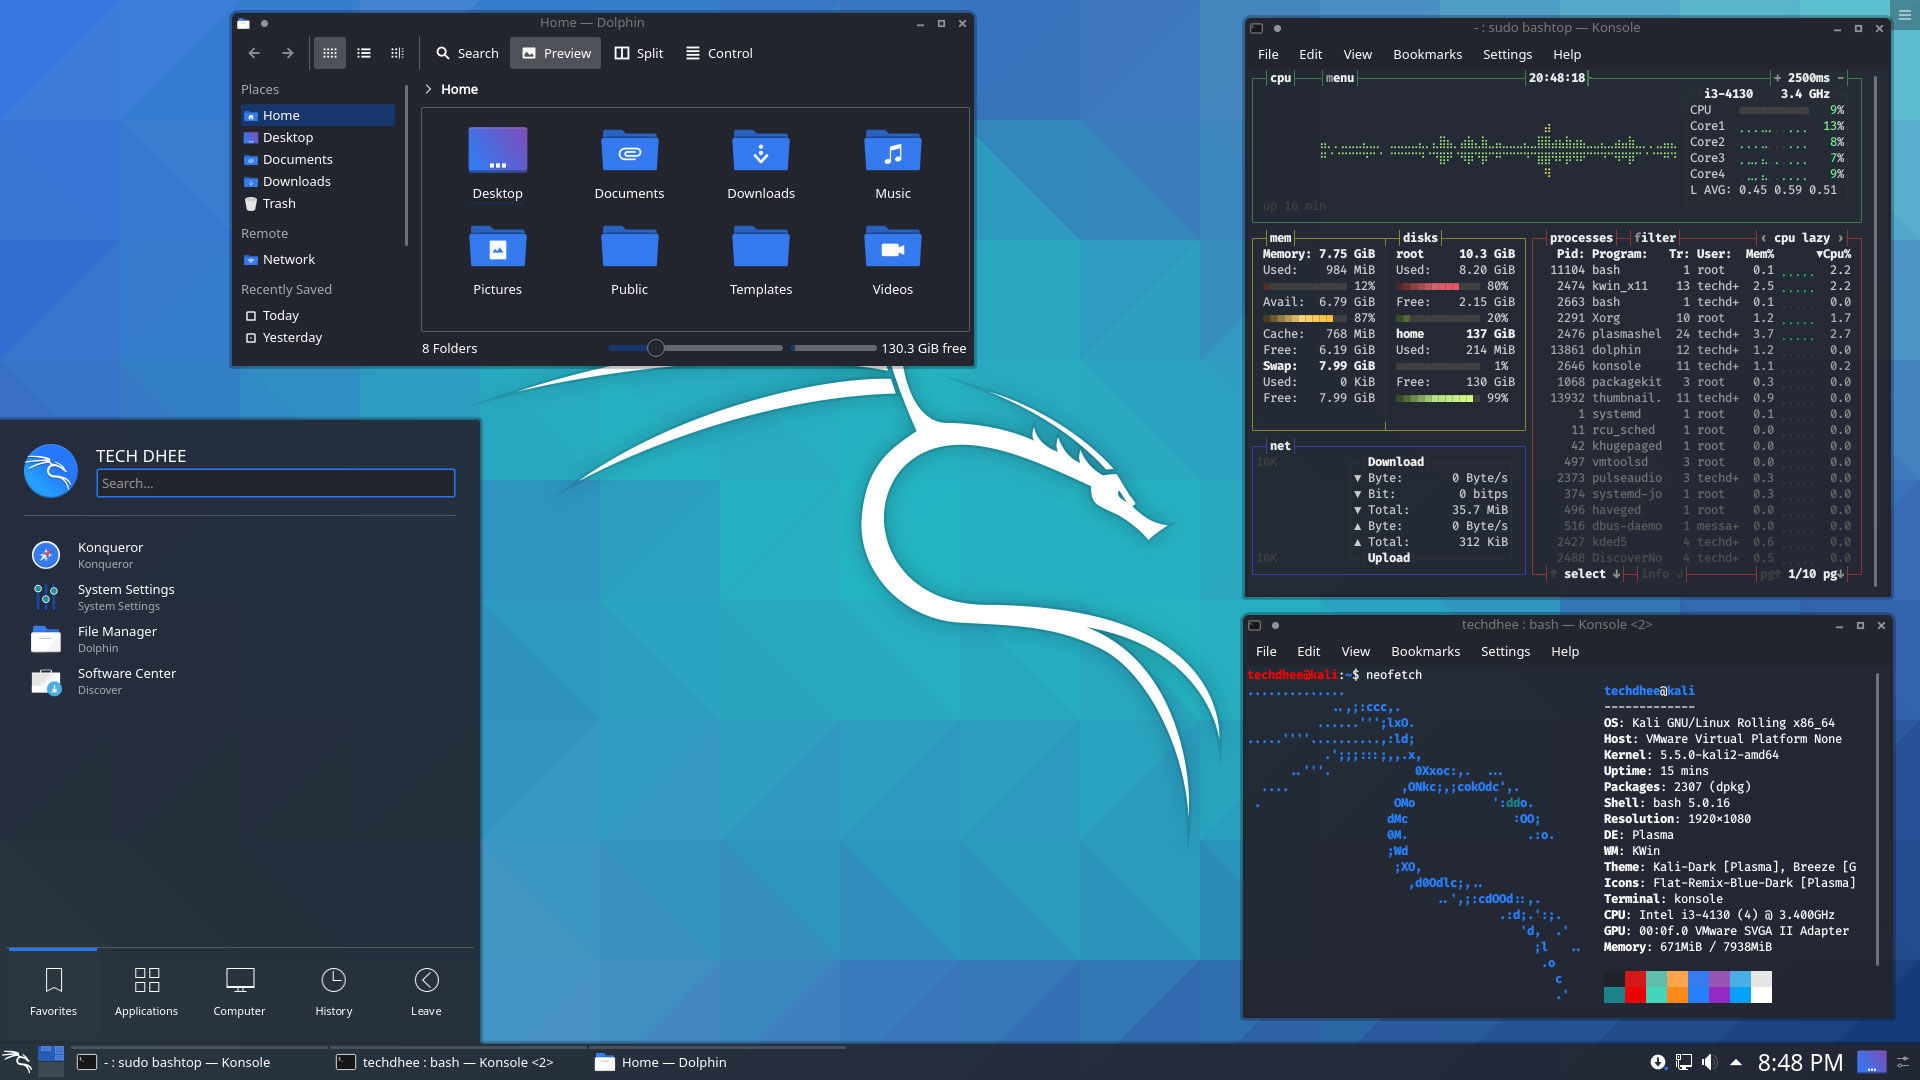 Home — Dolphin
Search
Preview
Split
Control
Places
Home
Desktop
Documents
Downloads
Trash
Remote
Network
Recently Saved
Today
Yesterday
Home
Desktop
Documents
Downloads
Music
Pictures
Public
Templates
Videos
8 Folders
130.3 GiB free
TECH DHEE
Search...
Konqueror
Konqueror
System Settings
System Settings
File Manager
Dolphin
Software Center
Discover
Favorites
Applications
Computer
History
Leave
- : sudo bashtop — Konsole
File Edit View Bookmarks Settings Help
cpu menu 20:48:18 + 2500ms -
i3-4130 3.4 GHz
CPU 9%
Core1 13%
Core2 8%
Core3 7%
Core4 9%
L AVG: 0.45 0.59 0.51
up 16 min
mem
Memory: 7.75 GiB
Used: 984 MiB
12%
Avail: 6.79 GiB
87%
Cache: 768 MiB
Free: 6.19 GiB
Swap: 7.99 GiB
Used: 0 KiB
Free: 7.99 GiB
disks
root 10.3 GiB
Used: 8.20 GiB
80%
Free: 2.15 GiB
20%
home 137 GiB
Used: 214 MiB
1%
Free: 130 GiB
99%
net
10K
Download
▼ Byte: 0 Byte/s
▼ Bit: 0 bitps
▼ Total: 35.7 MiB
▲ Byte: 0 Byte/s
▲ Total: 312 KiB
10K
Upload
processes filter ‹ cpu lazy ›
Pid: Program: Tr: User: Mem% ▼Cpu%
11104 bash 1 root 0.1 2.2
2474 kwin_x11 13 techd+ 2.5 2.2
2663 bash 1 techd+ 0.1 0.0
2291 Xorg 10 root 1.2 1.7
2476 plasmashel 24 techd+ 3.7 2.7
13861 dolphin 12 techd+ 1.2 0.0
2646 konsole 11 techd+ 1.1 0.2
1068 packagekit 3 root 0.3 0.0
13932 thumbnail. 11 techd+ 0.9 0.0
1 systemd 1 root 0.1 0.0
11 rcu_sched 1 root 0.0 0.0
42 khugepaged 1 root 0.0 0.0
497 vmtoolsd 3 root 0.0 0.0
2373 pulseaudio 3 techd+ 0.3 0.0
374 systemd-jo 1 root 0.3 0.0
496 haveged 1 root 0.0 0.0
516 dbus-daemo 1 messa+ 0.0 0.0
2427 kded5 4 techd+ 0.6 0.0
2488 DiscoverNo 4 techd+ 0.5 0.0
↑ select ↓ info ↲ pg↑ 1/10 pg↓
techdhee : bash — Konsole <2>
File Edit View Bookmarks Settings Help
techdhee@kali:~$ neofetch
techdhee@kali
-------------
OS: Kali GNU/Linux Rolling x86_64
Host: VMware Virtual Platform None
Kernel: 5.5.0-kali2-amd64
Uptime: 15 mins
Packages: 2307 (dpkg)
Shell: bash 5.0.16
Resolution: 1920×1080
DE: Plasma
WM: KWin
Theme: Kali-Dark [Plasma], Breeze [G
Icons: Flat-Remix-Blue-Dark [Plasma]
Terminal: konsole
CPU: Intel i3-4130 (4) @ 3.400GHz
GPU: 00:0f.0 VMware SVGA II Adapter
Memory: 671MiB / 7938MiB
- : sudo bashtop — Konsole
techdhee : bash — Konsole <2>
Home — Dolphin
8:48 PM